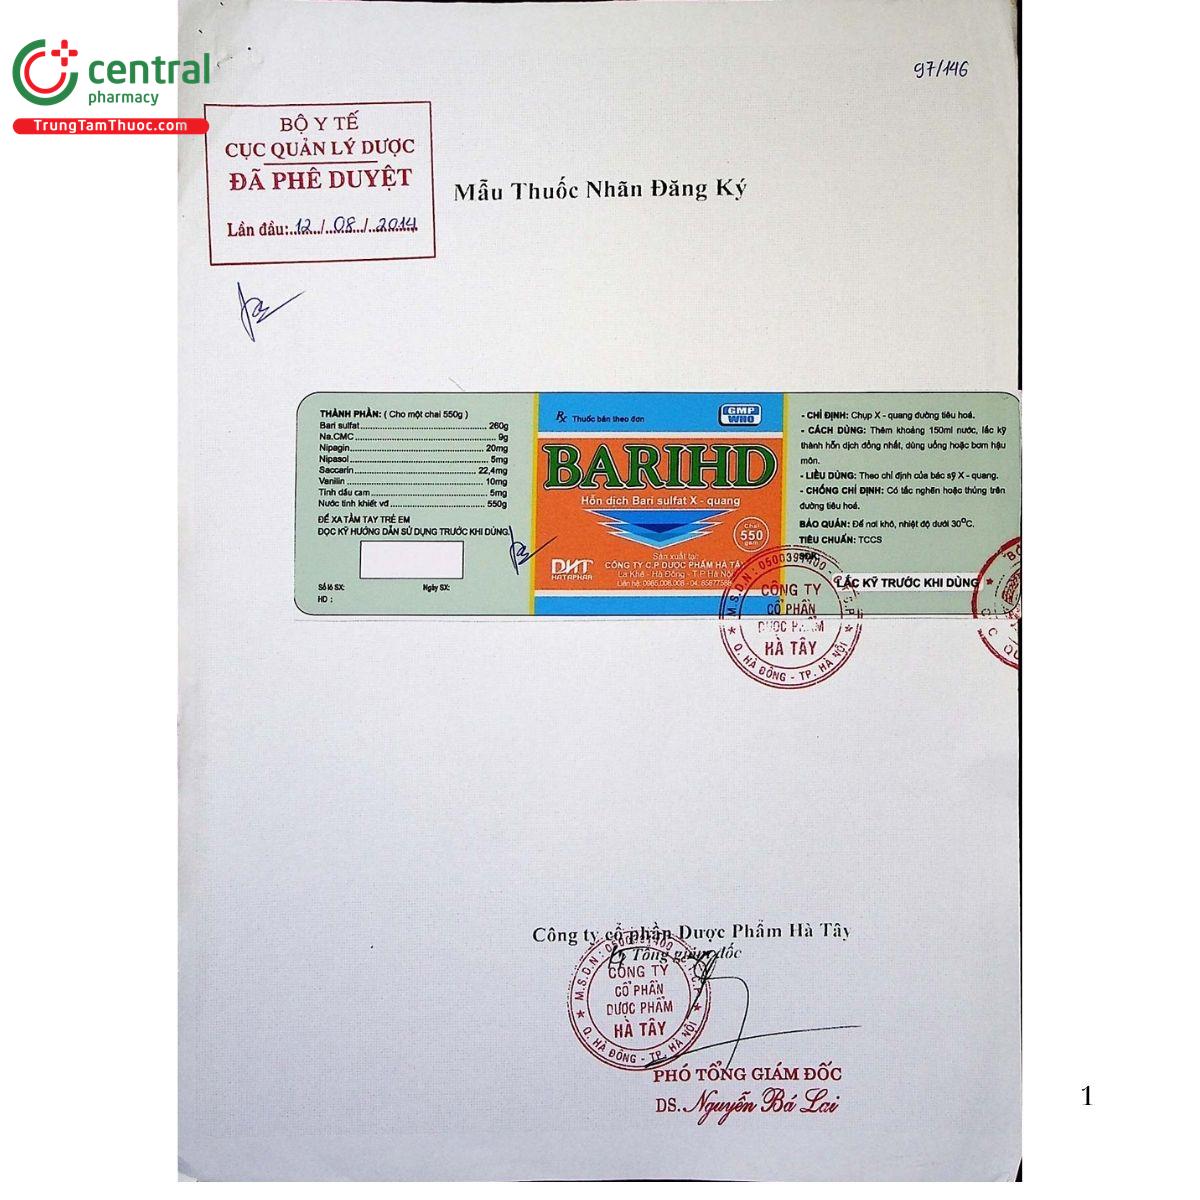 central
pharmacy
TrungTamThuoc.com
97/146
BỘ Y TẾ
CỤC QUẢN LÝ DƯỢC
ĐÃ PHÊ DUYỆT
Lần đầu:..12../..08../..2014..
Mẫu Thuốc Nhãn Đăng Ký
THÀNH PHẦN: ( Cho một chai 550g )
Bari sulfat 260g
Na.CMC 9g
Nipagin 20mg
Nipasol 5mg
Saccarin 22,4mg
Vanilin 10mg
Tinh dầu cam 5mg
Nước tinh khiết vđ 550g
ĐỂ XA TẦM TAY TRẺ EM
ĐỌC KỸ HƯỚNG DẪN SỬ DỤNG TRƯỚC KHI DÙNG
Số lô SX: Ngày SX:
HD :
Rx Thuốc bán theo đơn
GMP
WHO
BARIHD
Hỗn dịch Bari sulfat X - quang
Chai
550
gam
DHT
HATAPHAR
Sản xuất tại:
CÔNG TY C.P DƯỢC PHẨM HÀ TÂY
La Khê - Hà Đông - T.P Hà Nội
- CHỈ ĐỊNH: Chụp X - quang đường tiêu hoá.
- CÁCH DÙNG: Thêm khoảng 150ml nước, lắc kỹ
thành hỗn dịch đồng nhất, dùng uống hoặc bơm hậu
môn.
- LIỀU DÙNG: Theo chỉ định của bác sỹ X - quang.
- CHỐNG CHỈ ĐỊNH: Có tắc nghẽn hoặc thủng trên
đường tiêu hoá.
BẢO QUẢN: Để nơi khô, nhiệt độ dưới 30°C.
TIÊU CHUẨN: TCCS
LẮC KỸ TRƯỚC KHI DÙNG
CÔNG TY
CỔ PHẦN
HÀ TÂY
Q. HÀ ĐÔNG - TP. HÀ NỘI
Công ty cổ phần Dược Phẩm Hà Tây
Tổng giám đốc
CÔNG TY
CỔ PHẦN
DƯỢC PHẨM
HÀ TÂY
Q. HÀ ĐÔNG - TP. HÀ NỘI
PHÓ TỔNG GIÁM ĐỐC
DS. Nguyễn Bá Lai
1